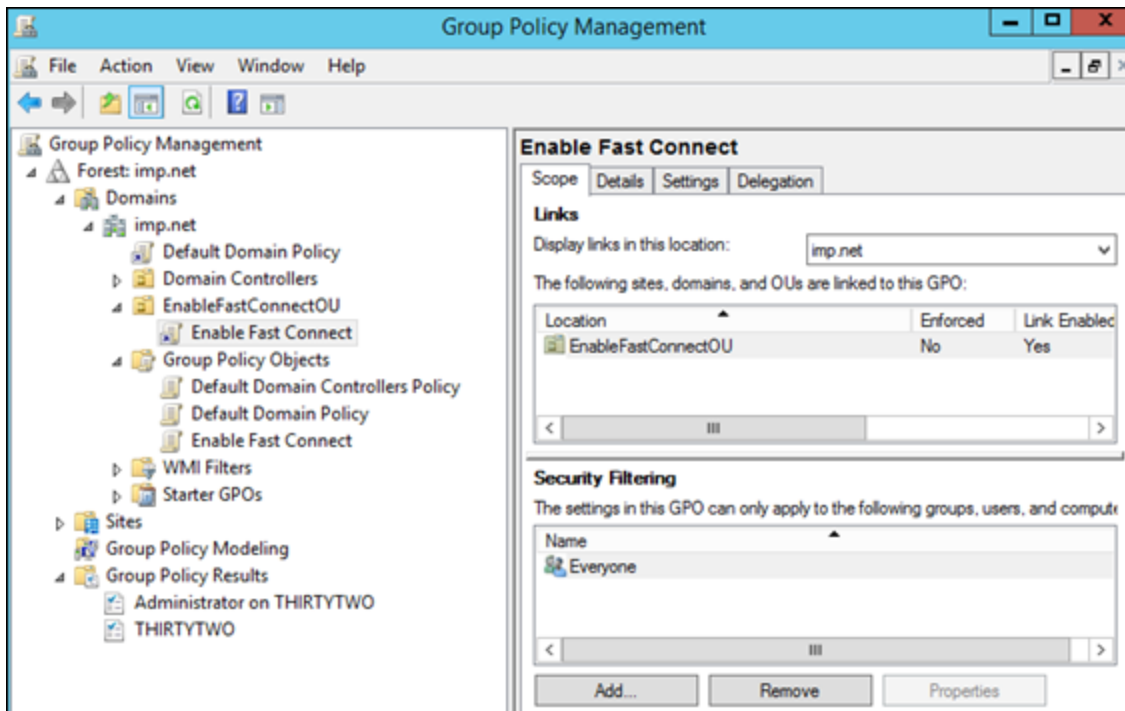 Group Policy Management
File Action View Window Help
Group Policy Management
Forest: imp.net
Domains
imp.net
Default Domain Policy
Domain Controllers
EnableFastConnectOU
Enable Fast Connect
Group Policy Objects
Default Domain Controllers Policy
Default Domain Policy
Enable Fast Connect
WMI Filters
Starter GPOs
Sites
Group Policy Modeling
Group Policy Results
Administrator on THIRTYTWO
THIRTYTWO
Enable Fast Connect
Scope Details Settings Delegation
Links
Display links in this location: imp.net
The following sites, domains, and OUs are linked to this GPO:
Location Enforced Link Enabled
EnableFastConnectOU No Yes
Security Filtering
The settings in this GPO can only apply to the following groups, users, and compute
Name
Everyone
Add... Remove Properties